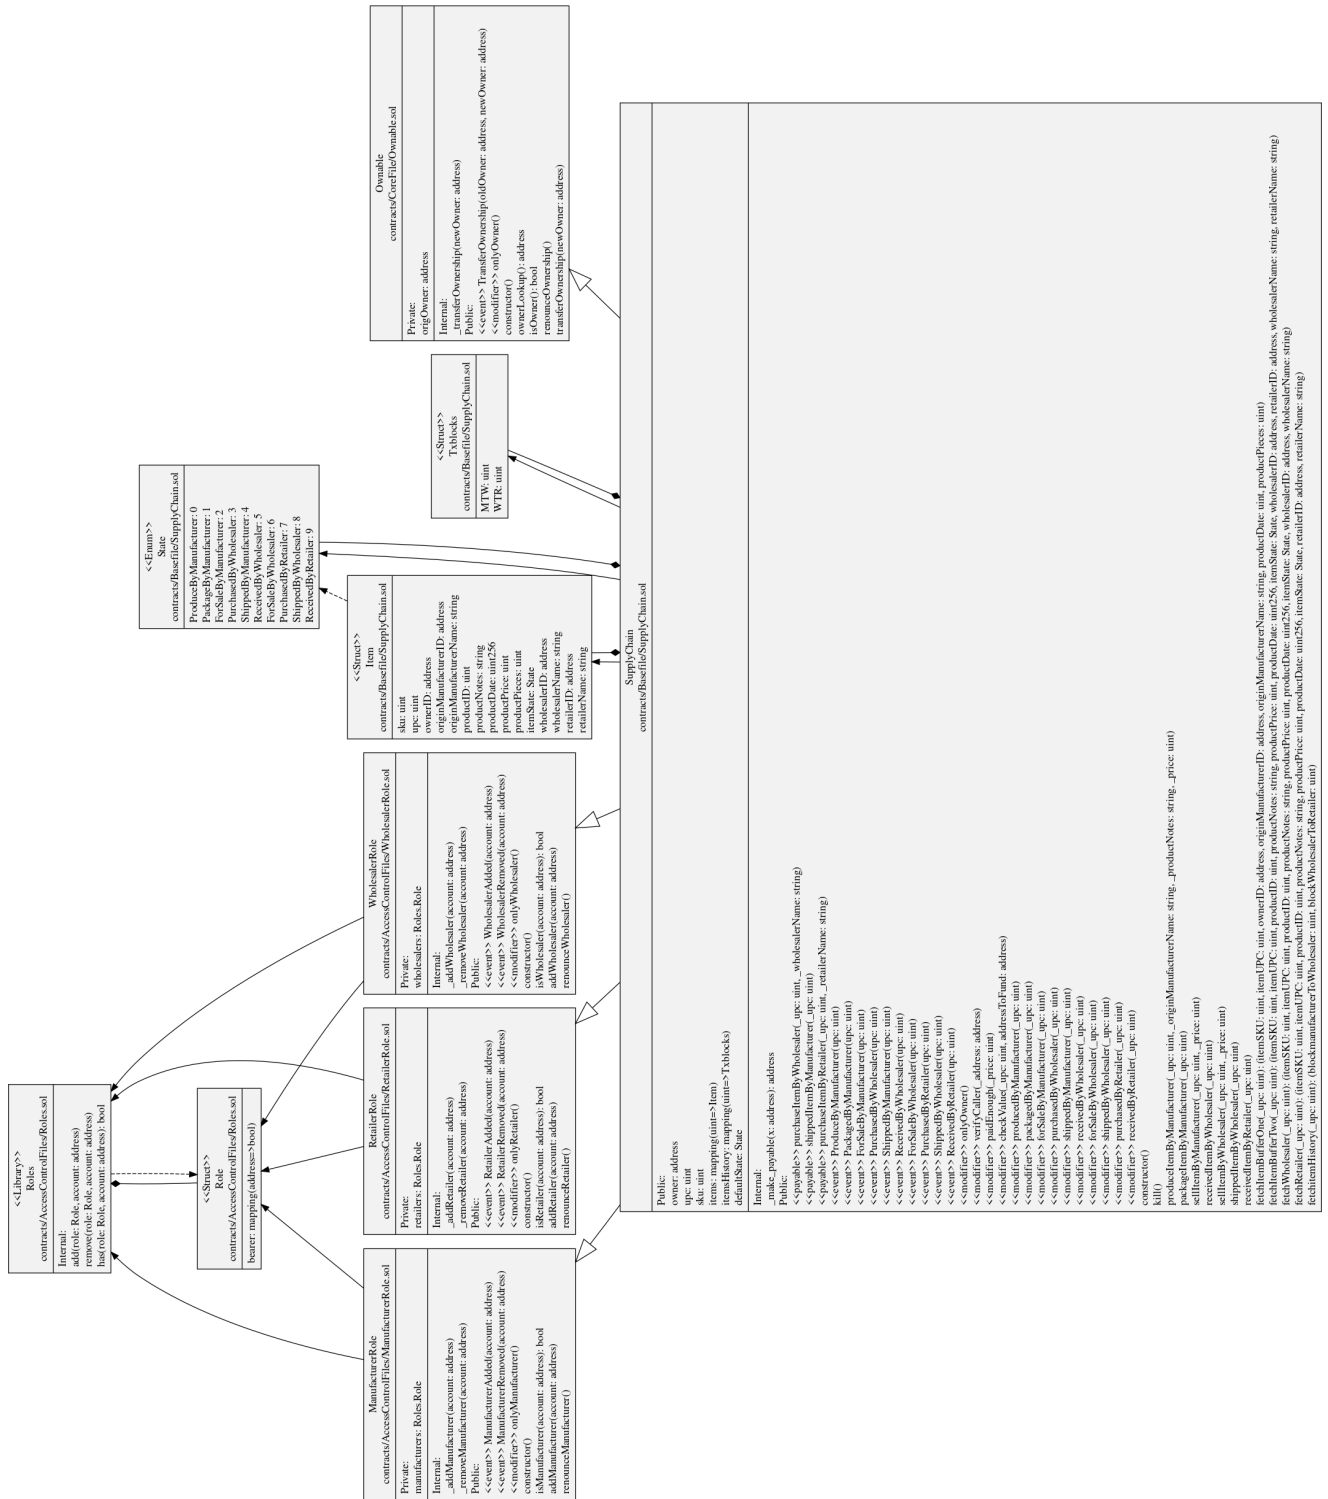 <<Library>>
Roles
contracts/AccessControlFiles/Roles.sol
Internal:
add(role: Role, account: address)
remove(role: Role, account: address)
has(role: Role, account: address): bool
<<Struct>>
Role
contracts/AccessControlFiles/Roles.sol
bearer: mapping(address=>bool)
<<Enum>>
State
contracts/Basefile/SupplyChain.sol
ProduceByManufacturer: 0
PackageByManufacturer: 1
ForSaleByManufacturer: 2
PurchasedByWholesaler: 3
ShippedByManufacturer: 4
ReceivedByWholesaler: 5
ForSaleByWholesaler: 6
PurchasedByRetailer: 7
ShippedByWholesaler: 8
ReceivedByRetailer: 9
ManufacturerRole
contracts/AccessControlFiles/ManufacturerRole.sol
Private:
manufacturers: Roles.Role
Internal:
_addManufacturer(account: address)
_removeManufacturer(account: address)
Public:
<<event>> ManufacturerAdded(account: address)
<<event>> ManufacturerRemoved(account: address)
<<modifier>> onlyManufacturer()
constructor()
isManufacturer(account: address): bool
addManufacturer(account: address)
renounceManufacturer()
RetailerRole
contracts/AccessControlFiles/RetailerRole.sol
Private:
retailers: Roles.Role
Internal:
_addRetailer(account: address)
_removeRetailer(account: address)
Public:
<<event>> RetailerAdded(account: address)
<<event>> RetailerRemoved(account: address)
<<modifier>> onlyRetailer()
constructor()
isRetailer(account: address): bool
addRetailer(account: address)
renounceRetailer()
WholesalerRole
contracts/AccessControlFiles/WholesalerRole.sol
Private:
wholesalers: Roles.Role
Internal:
_addWholesaler(account: address)
_removeWholesaler(account: address)
Public:
<<event>> WholesalerAdded(account: address)
<<event>> WholesalerRemoved(account: address)
<<modifier>> onlyWholesaler()
constructor()
isWholesaler(account: address): bool
addWholesaler(account: address)
renounceWholesaler()
<<Struct>>
Item
contracts/Basefile/SupplyChain.sol
sku: uint
upc: uint
ownerID: address
originManufacturerID: address
originManufacturerName: string
productID: uint
productNotes: string
productDate: uint256
productPrice: uint
productPieces: uint
itemState: State
wholesalerID: address
wholesalerName: string
retailerID: address
retailerName: string
<<Struct>>
Txblocks
contracts/Basefile/SupplyChain.sol
MTW: uint
WTR: uint
Ownable
contracts/CoreFile/Ownable.sol
Private:
origOwner: address
Internal:
_transferOwnership(newOwner: address)
Public:
<<event>> TransferOwnership(oldOwner: address, newOwner: address)
<<modifier>> onlyOwner()
constructor()
ownerLookup(): address
isOwner(): bool
renounceOwnership()
transferOwnership(newOwner: address)
SupplyChain
contracts/Basefile/SupplyChain.sol
Public:
owner: address
upc: uint
sku: uint
items: mapping(uint=>Item)
itemsHistory: mapping(uint=>Txblocks)
defaultState: State
Internal:
_make_payable(x: address): address
Public:
<<payable>> purchaseItemByWholesaler(_upc: uint, _wholesalerName: string)
<<payable>> shippedItemByManufacturer(_upc: uint)
<<payable>> purchaseItemByRetailer(_upc: uint, _retailerName: string)
<<event>> ProduceByManufacturer(upc: uint)
<<event>> PackagedByManufacturer(upc: uint)
<<event>> ForSaleByManufacturer(upc: uint)
<<event>> PurchasedByWholesaler(upc: uint)
<<event>> ShippedByManufacturer(upc: uint)
<<event>> ReceivedByWholesaler(upc: uint)
<<event>> ForSaleByWholesaler(upc: uint)
<<event>> PurchasedByRetailer(upc: uint)
<<event>> ShippedByWholesaler(upc: uint)
<<event>> ReceivedByRetailer(upc: uint)
<<modifier>> onlyOwner()
<<modifier>> verifyCaller(_address: address)
<<modifier>> paidEnough(_price: uint)
<<modifier>> checkValue(_upc: uint, addressToFund: address)
<<modifier>> producedByManufacturer(_upc: uint)
<<modifier>> packagedByManufacturer(_upc: uint)
<<modifier>> forSaleByManufacturer(_upc: uint)
<<modifier>> purchasedByWholesaler(_upc: uint)
<<modifier>> shippedByManufacturer(_upc: uint)
<<modifier>> receivedByWholesaler(_upc: uint)
<<modifier>> forSaleByWholesaler(_upc: uint)
<<modifier>> shippedByWholesaler(_upc: uint)
<<modifier>> purchasedByRetailer(_upc: uint)
<<modifier>> receivedByRetailer(_upc: uint)
constructor()
kill()
produceItemByManufacturer(_upc: uint, _originManufacturerName: string, _productNotes: string, _price: uint)
packageItemByManufacturer(_upc: uint)
sellItemByManufacturer(_upc: uint, _price: uint)
receivedItemByWholesaler(_upc: uint)
sellItemByWholesaler(_upc: uint, _price: uint)
shippedItemByWholesaler(_upc: uint)
receivedItemByRetailer(_upc: uint)
fetchItemBufferOne(_upc: uint): (itemSKU: uint, itemUPC: uint, ownerID: address, originManufacturerID: address, originManufacturerName: string, productDate: uint, productPieces: uint)
fetchItemBufferTwo(_upc: uint): (itemSKU: uint, itemUPC: uint, productID: uint, productNotes: string, productPrice: uint, productDate: uint256, itemState: State, wholesalerID: address, retailerID: address, wholesalerName: string, retailerName: string)
fetchWholesaler(_upc: uint): (itemSKU: uint, itemUPC: uint, productID: uint, productNotes: string, productPrice: uint, productDate: uint256, itemState: State, wholesalerID: address, wholesalerName: string)
fetchRetailer(_upc: uint): (itemSKU: uint, itemUPC: uint, productID: uint, productNotes: string, productPrice: uint, productDate: uint256, itemState: State, retailerID: address, retailerName: string)
fetchitemHistory(_upc: uint): (blockmanufacturerToWholesaler: uint, blockWholesalerToRetailer: uint)